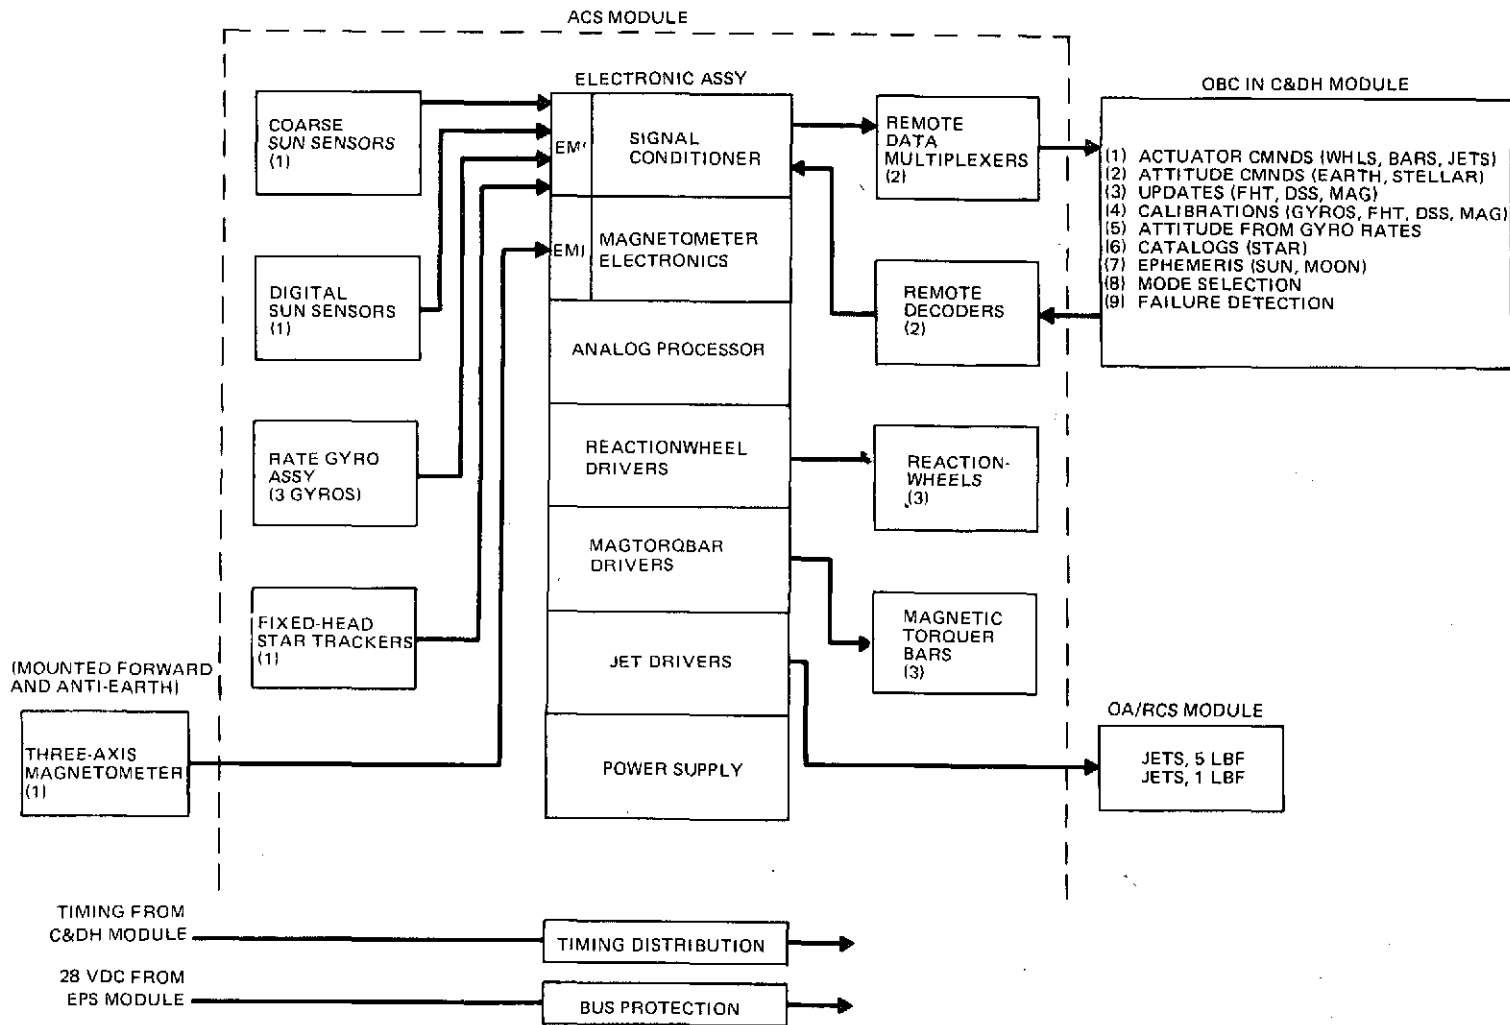 ACS MODULE
ELECTRONIC ASSY
OBC IN C&DH MODULE
COARSE
SUN SENSORS
(1)
DIGITAL
SUN SENSORS
(1)
RATE GYRO
ASSY
(3 GYROS)
FIXED-HEAD
STAR TRACKERS
(1)
(MOUNTED FORWARD
AND ANTI-EARTH)
THREE-AXIS
MAGNETOMETER
(1)
EMI
SIGNAL
CONDITIONER
EMI
MAGNETOMETER
ELECTRONICS
ANALOG PROCESSOR
REACTIONWHEEL
DRIVERS
MAGTORQBAR
DRIVERS
JET DRIVERS
POWER SUPPLY
REMOTE
DATA
MULTIPLEXERS
(2)
REMOTE
DECODERS
(2)
REACTION-
WHEELS
(3)
MAGNETIC
TORQUER
BARS
(3)
(1) ACTUATOR CMNDS (WHLS, BARS, JETS)
(2) ATTITUDE CMNDS (EARTH, STELLAR)
(3) UPDATES (FHT, DSS, MAG)
(4) CALIBRATIONS (GYROS, FHT, DSS, MAG)
(5) ATTITUDE FROM GYRO RATES
(6) CATALOGS (STAR)
(7) EPHEMERIS (SUN, MOON)
(8) MODE SELECTION
(9) FAILURE DETECTION
OA/RCS MODULE
JETS, 5 LBF
JETS, 1 LBF
TIMING FROM
C&DH MODULE
TIMING DISTRIBUTION
28 VDC FROM
EPS MODULE
BUS PROTECTION